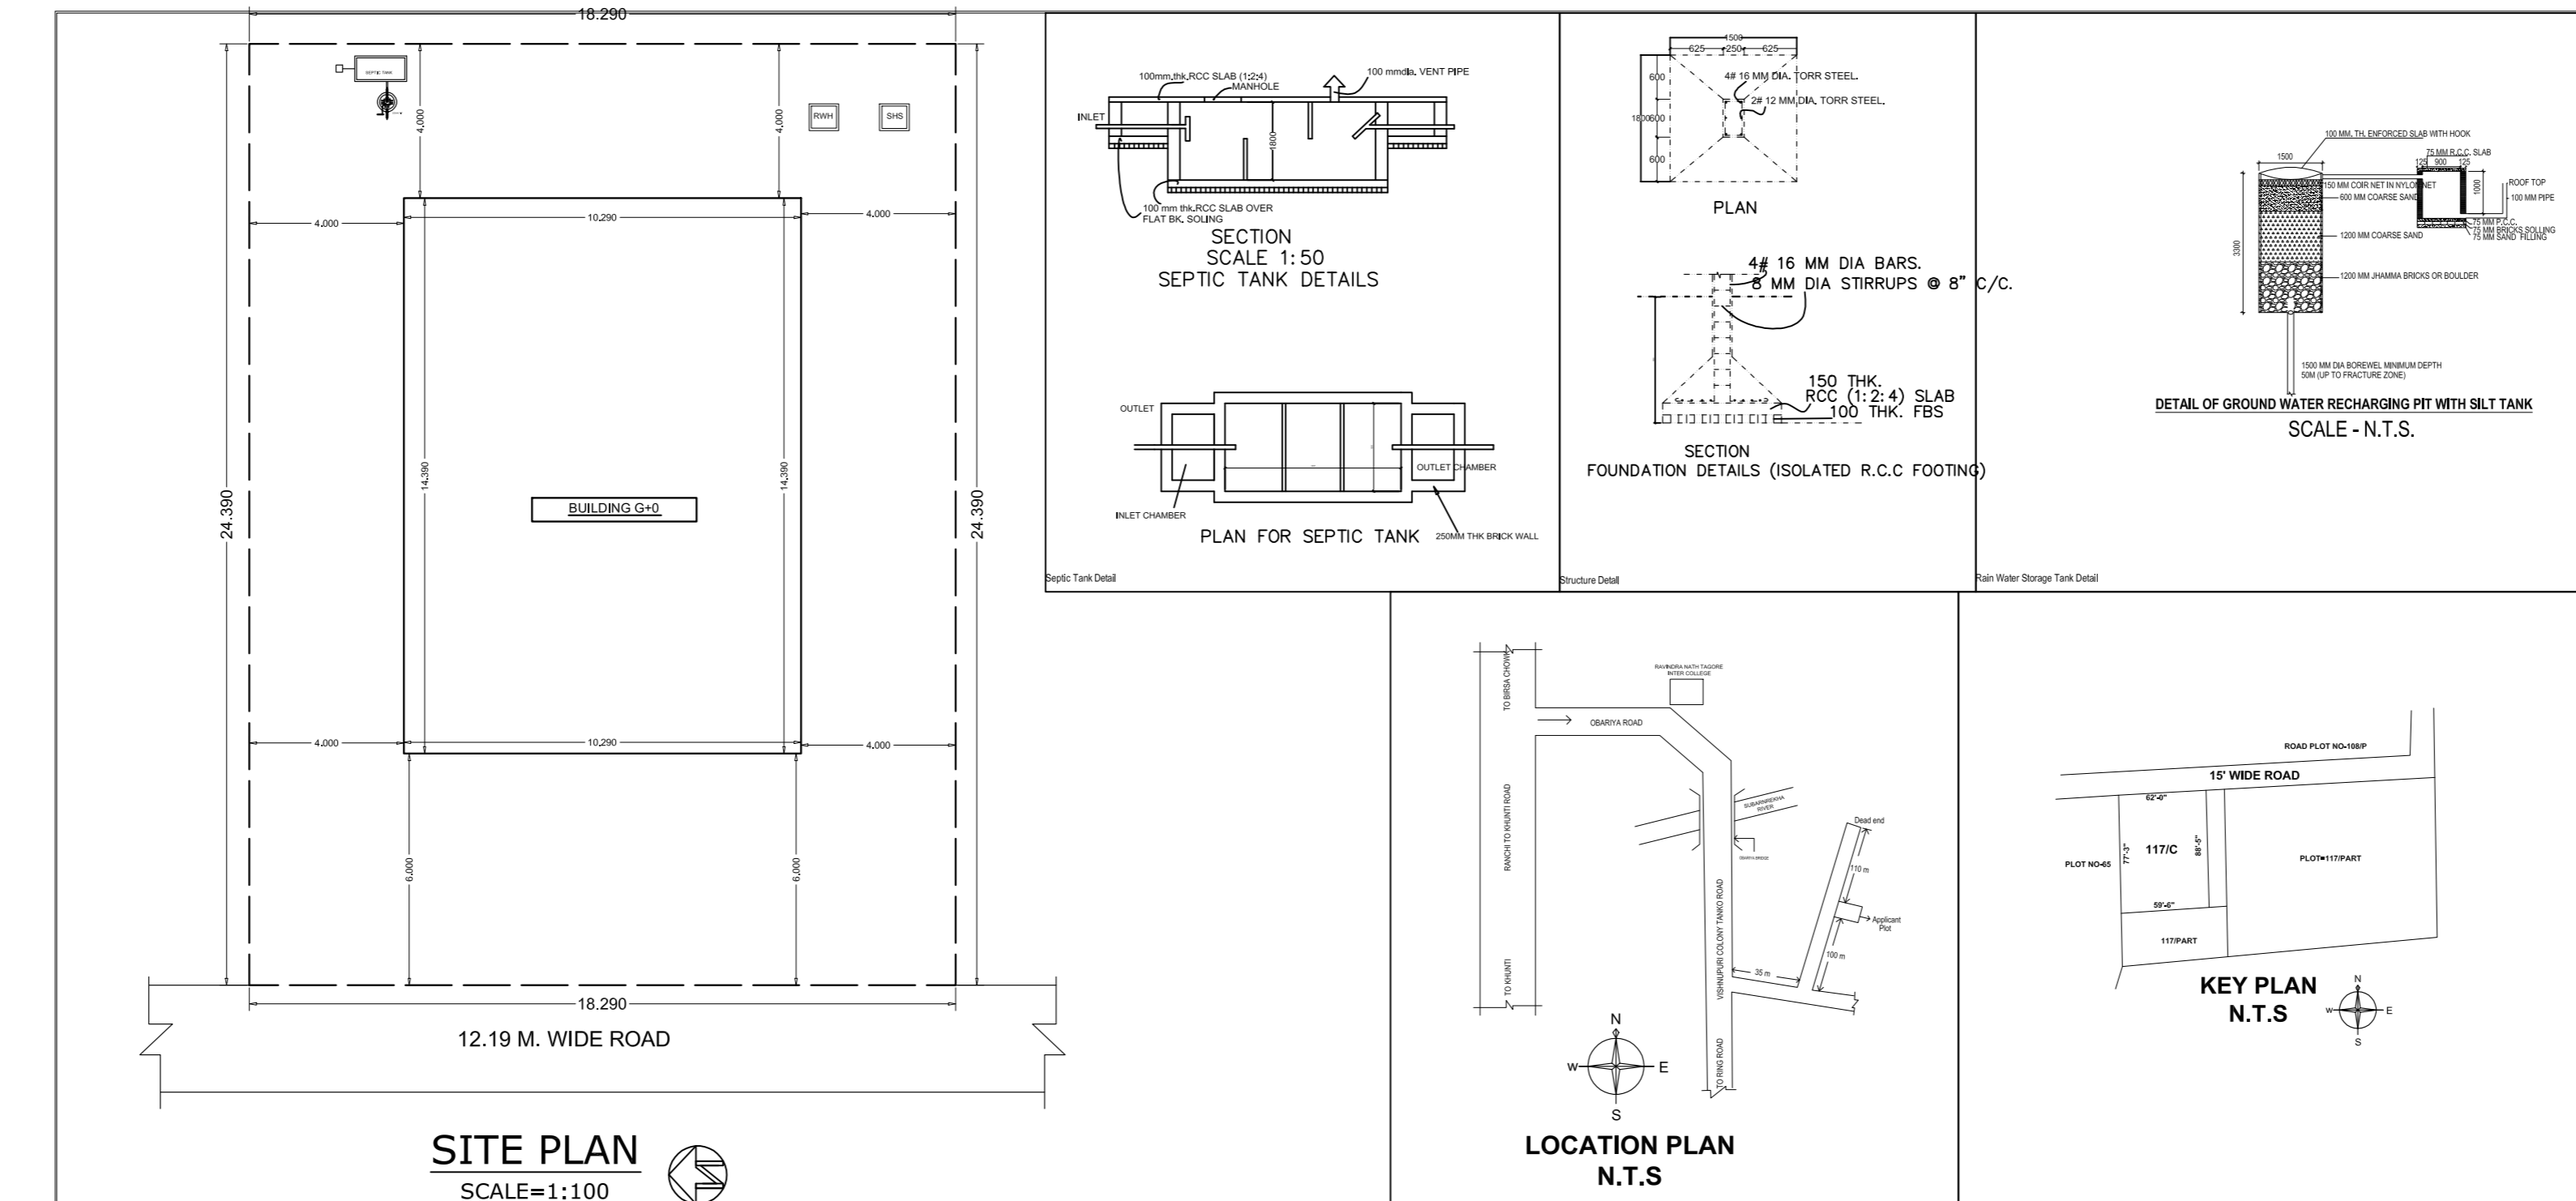 18.290
SEPTIC TANK
4.000
4.000
RWH
SHS
4.000
10.290
4.000
24.390
14.390
14.390
24.390
BUILDING G+0
4.000
10.290
4.000
6.000
6.000
18.290
12.19 M. WIDE ROAD
SITE PLAN
SCALE=1:100
100mm.thk.RCC SLAB (1:2:4)
MANHOLE
100 mmdia. VENT PIPE
INLET
1800
100 mm thk.RCC SLAB OVER
FLAT BK. SOLING
SECTION
SCALE 1:50
SEPTIC TANK DETAILS
OUTLET
OUTLET CHAMBER
INLET CHAMBER
PLAN FOR SEPTIC TANK
250MM THK BRICK WALL
Septic Tank Detail
1500
625
250
625
600
4# 16 MM DIA. TORR STEEL.
2# 12 MM DIA. TORR STEEL.
1800
600
600
PLAN
4# 16 MM DIA BARS.
8 MM DIA STIRRUPS @ 8" C/C.
150 THK.
RCC (1:2:4) SLAB
100 THK. FBS
SECTION
FOUNDATION DETAILS (ISOLATED R.C.C FOOTING)
Structure Detail
100 MM. TH. ENFORCED SLAB WITH HOOK
1500
75 MM R.C.C. SLAB
125 900 125
150 MM COIR NET IN NYLON NET
600 MM COARSE SAND
1000
ROOF TOP
100 MM PIPE
75 MM P.C.C.
75 MM BRICKS SOLLING
75 MM SAND FILLING
1200 MM COARSE SAND
3300
1200 MM JHAMMA BRICKS OR BOULDER
1500 MM DIA BOREWEL MINIMUM DEPTH
50M (UP TO FRACTURE ZONE)
DETAIL OF GROUND WATER RECHARGING PIT WITH SILT TANK
SCALE - N.T.S.
Rain Water Storage Tank Detail
TO BIRSA CHOWK
RAVINDRA NATH TAGORE
INTER COLLEGE
OBARIYA ROAD
RANCHI TO KHUNTI ROAD
SUBARNREKHA
RIVER
OBARIYA BRIDGE
Dead end
110 m
Applicant
Plot
100 m
35 m
VISHNUPURI COLONY TANKO ROAD
TO KHUNTI
TO RING ROAD
N
W
E
S
LOCATION PLAN
N.T.S
ROAD PLOT NO-108/P
15' WIDE ROAD
62'-0"
PLOT NO-65
77'-3"
117/C
88'-5"
PLOT=117/PART
59'-6"
117/PART
KEY PLAN
N.T.S
N
W
E
S